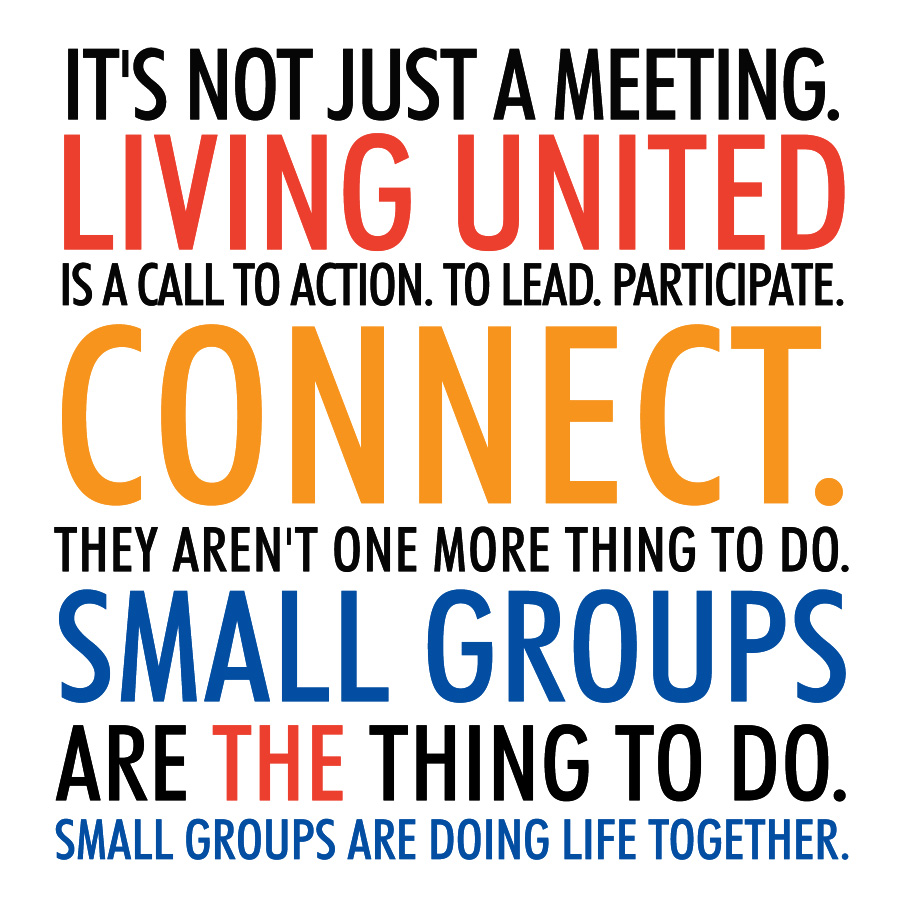 IT'S NOT JUST A MEETING.
LIVING UNITED
IS A CALL TO ACTION. TO LEAD. PARTICIPATE.
CONNECT.
THEY AREN'T ONE MORE THING TO DO.
SMALL GROUPS
ARE THE THING TO DO.
SMALL GROUPS ARE DOING LIFE TOGETHER.